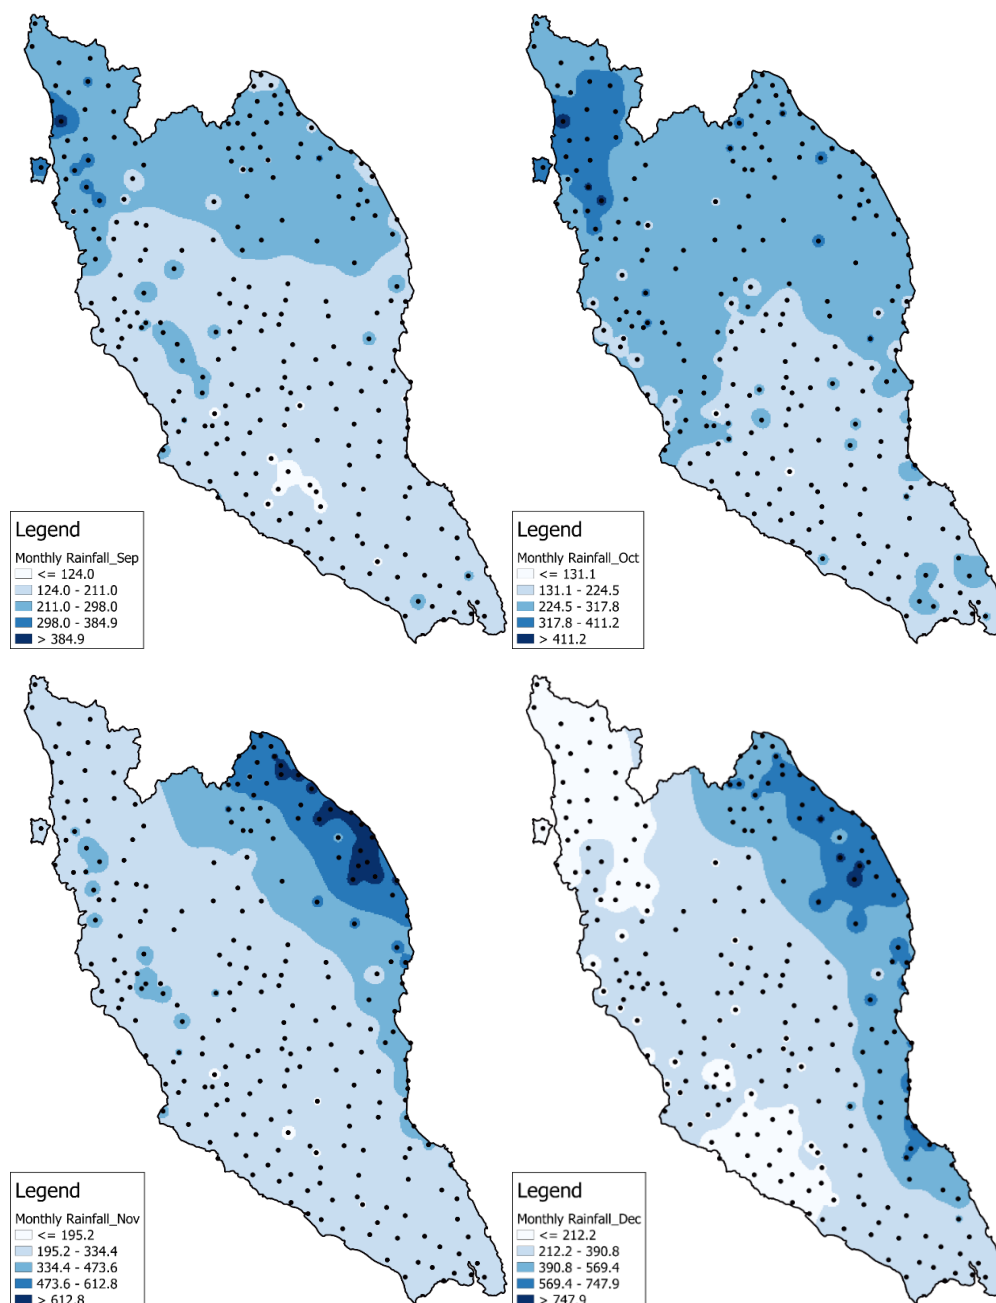 Legend
Monthly Rainfall_Sep
<= 124.0
124.0 - 211.0
211.0 - 298.0
298.0 - 384.9
> 384.9
Legend
Monthly Rainfall_Oct
<= 131.1
131.1 - 224.5
224.5 - 317.8
317.8 - 411.2
> 411.2
Legend
Monthly Rainfall_Nov
<= 195.2
195.2 - 334.4
334.4 - 473.6
473.6 - 612.8
> 612.8
Legend
Monthly Rainfall_Dec
<= 212.2
212.2 - 390.8
390.8 - 569.4
569.4 - 747.9
> 747.9